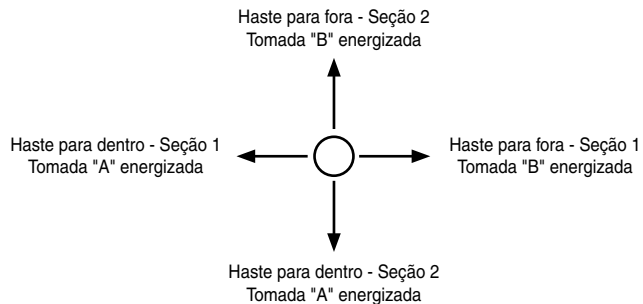 Haste para fora - Seção 2
Tomada "B" energizada
Haste para dentro - Seção 1
Tomada "A" energizada
Haste para fora - Seção 1
Tomada "B" energizada
Haste para dentro - Seção 2
Tomada "A" energizada